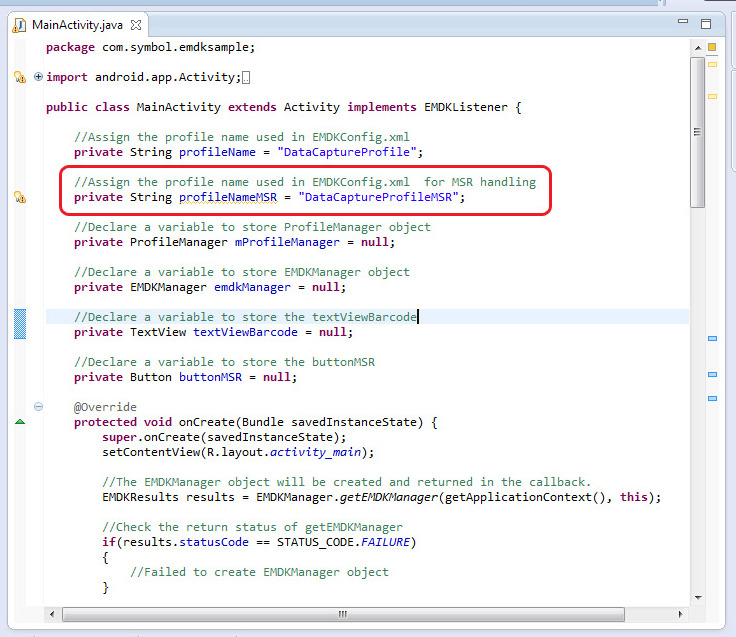 MainActivity.java
package com.symbol.emdksample;
import android.app.Activity;
public class MainActivity extends Activity implements EMDKListener {
//Assign the profile name used in EMDKConfig.xml
private String profileName = "DataCaptureProfile";
//Assign the profile name used in EMDKConfig.xml  for MSR handling
private String profileNameMSR = "DataCaptureProfileMSR";
//Declare a variable to store ProfileManager object
private ProfileManager mProfileManager = null;
//Declare a variable to store EMDKManager object
private EMDKManager emdkManager = null;
//Declare a variable to store the textViewBarcode
private TextView textViewBarcode = null;
//Declare a variable to store the buttonMSR
private Button buttonMSR = null;
@Override
protected void onCreate(Bundle savedInstanceState) {
super.onCreate(savedInstanceState);
setContentView(R.layout.activity_main);
//The EMDKManager object will be created and returned in the callback.
EMDKResults results = EMDKManager.getEMDKManager(getApplicationContext(), this);
//Check the return status of getEMDKManager
if(results.statusCode == STATUS_CODE.FAILURE)
{
//Failed to create EMDKManager object
}